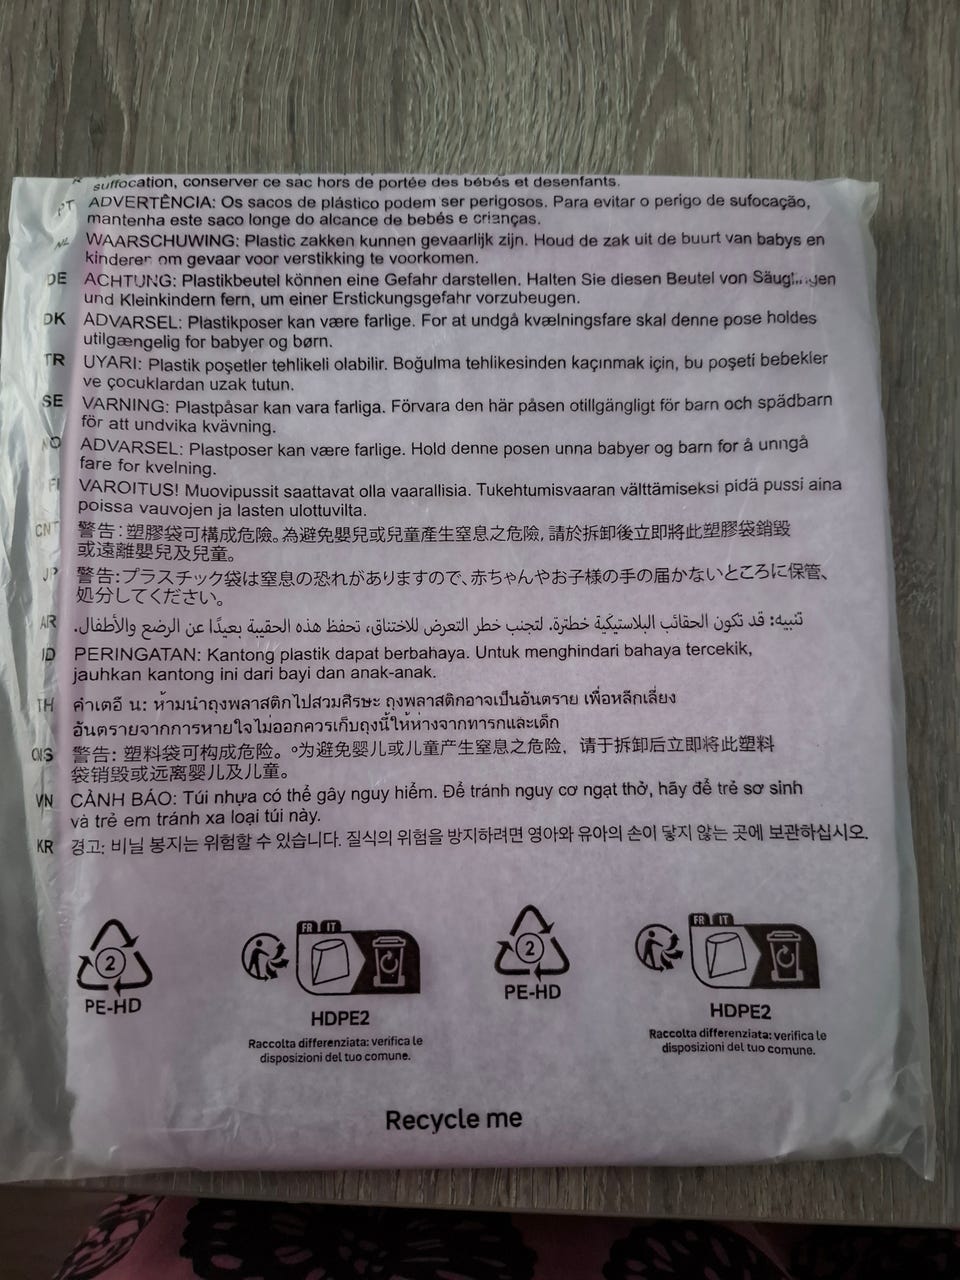 suffocation, conserver ce sac hors de portée des bébés et desenfants.
PT ADVERTÊNCIA: Os sacos de plástico podem ser perigosos. Para evitar o perigo de sufocação,
mantenha este saco longe do alcance de bebés e crianças.
NL WAARSCHUWING: Plastic zakken kunnen gevaarlijk zijn. Houd de zak uit de buurt van babys en
kinderen om gevaar voor verstikking te voorkomen.
DE ACHTUNG: Plastikbeutel können eine Gefahr darstellen. Halten Sie diesen Beutel von Säuglingen
und Kleinkindern fern, um einer Erstickungsgefahr vorzubeugen.
DK ADVARSEL: Plastikposer kan være farlige. For at undgå kvælningsfare skal denne pose holdes
utilgængelig for babyer og børn.
TR UYARI: Plastik poşetler tehlikeli olabilir. Boğulma tehlikesinden kaçınmak için, bu poşeti bebekler
ve çocuklardan uzak tutun.
SE VARNING: Plastpåsar kan vara farliga. Förvara den här påsen otillgängligt för barn och spädbarn
för att undvika kvävning.
NO ADVARSEL: Plastposer kan være farlige. Hold denne posen unna babyer og barn for å unngå
fare for kvelning.
FI VAROITUS! Muovipussit saattavat olla vaarallisia. Tukehtumisvaaran välttämiseksi pidä pussi aina
poissa vauvojen ja lasten ulottuvilta.
CNT 警告：塑膠袋可構成危險。為避免嬰兒或兒童產生窒息之危險, 請於拆卸後立即將此塑膠袋銷毀
或遠離嬰兒及兒童。
JP 警告:プラスチック袋は窒息の恐れがありますので、赤ちゃんやお子様の手の届かないところに保管、
処分してください。
AR تنبيه: قد تكون الحقائب البلاستيكية خطترة. لتجنب خطر التعرض للاختناق، تحفظ هذه الحقيبة بعيدًا عن الرضع والأطفال.
ID PERINGATAN: Kantong plastik dapat berbahaya. Untuk menghindari bahaya tercekik,
jauhkan kantong ini dari bayi dan anak-anak.
TH คำเตอื น: ห้ามนำถุงพลาสติกไปสวมศีรษะ ถุงพลาสติกอาจเป็นอันตราย เพื่อหลีกเลี่ยง
อันตรายจากการหายใจไม่ออกควรเก็บถุงนี้ให้ห่างจากทารกและเด็ก
CNS 警告: 塑料袋可构成危险。°为避免婴儿或儿童产生窒息之危险，请于拆卸后立即将此塑料
袋销毁或远离婴儿及儿童。
VN CẢNH BÁO: Túi nhựa có thể gây nguy hiểm. Để tránh nguy cơ ngạt thở, hãy để trẻ sơ sinh
và trẻ em tránh xa loại túi này.
KR 경고: 비닐 봉지는 위험할 수 있습니다. 질식의 위험을 방지하려면 영아와 유아의 손이 닿지 않는 곳에 보관하십시오.
2
PE-HD
FR IT
HDPE2
Raccolta differenziata: verifica le
disposizioni del tuo comune.
2
PE-HD
FR IT
HDPE2
Raccolta differenziata: verifica le
disposizioni del tuo comune.
Recycle me